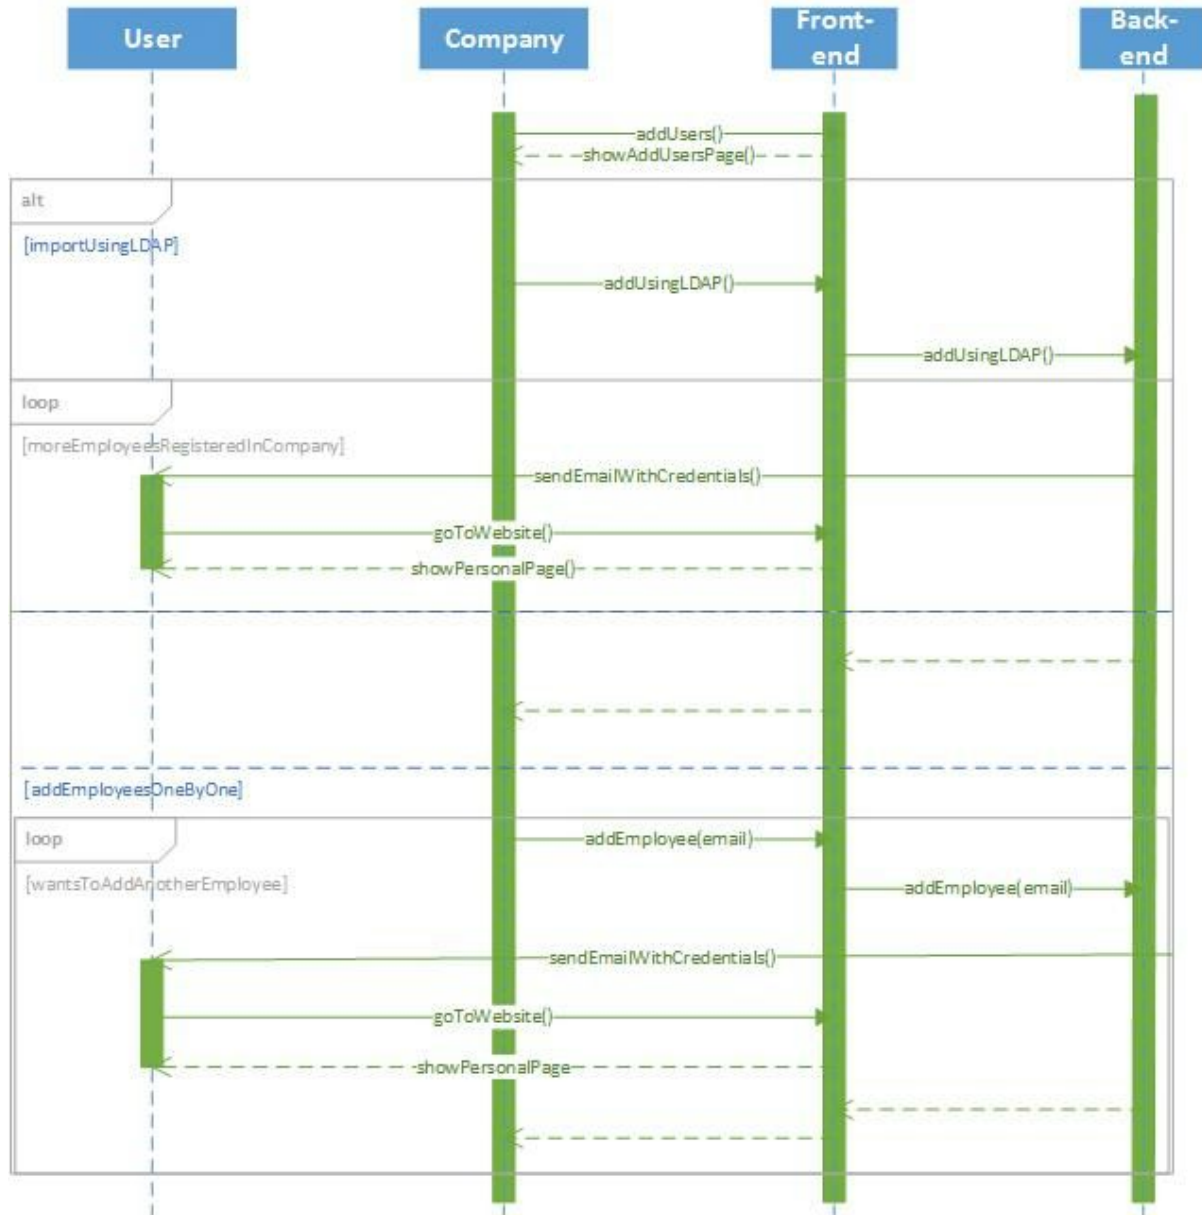 User
Company
Front-
end
Back-
end
addUsers()
showAddUsersPage()
alt
[importUsingLDAP]
addUsingLDAP()
addUsingLDAP()
loop
[moreEmployeesRegisteredInCompany]
sendEmailWithCredentials()
goToWebsite()
showPersonalPage()
[addEmployeesOneByOne]
loop
addEmployee(email)
[wantsToAddAnotherEmployee]
addEmployee(email)
sendEmailWithCredentials()
goToWebsite()
showPersonalPage